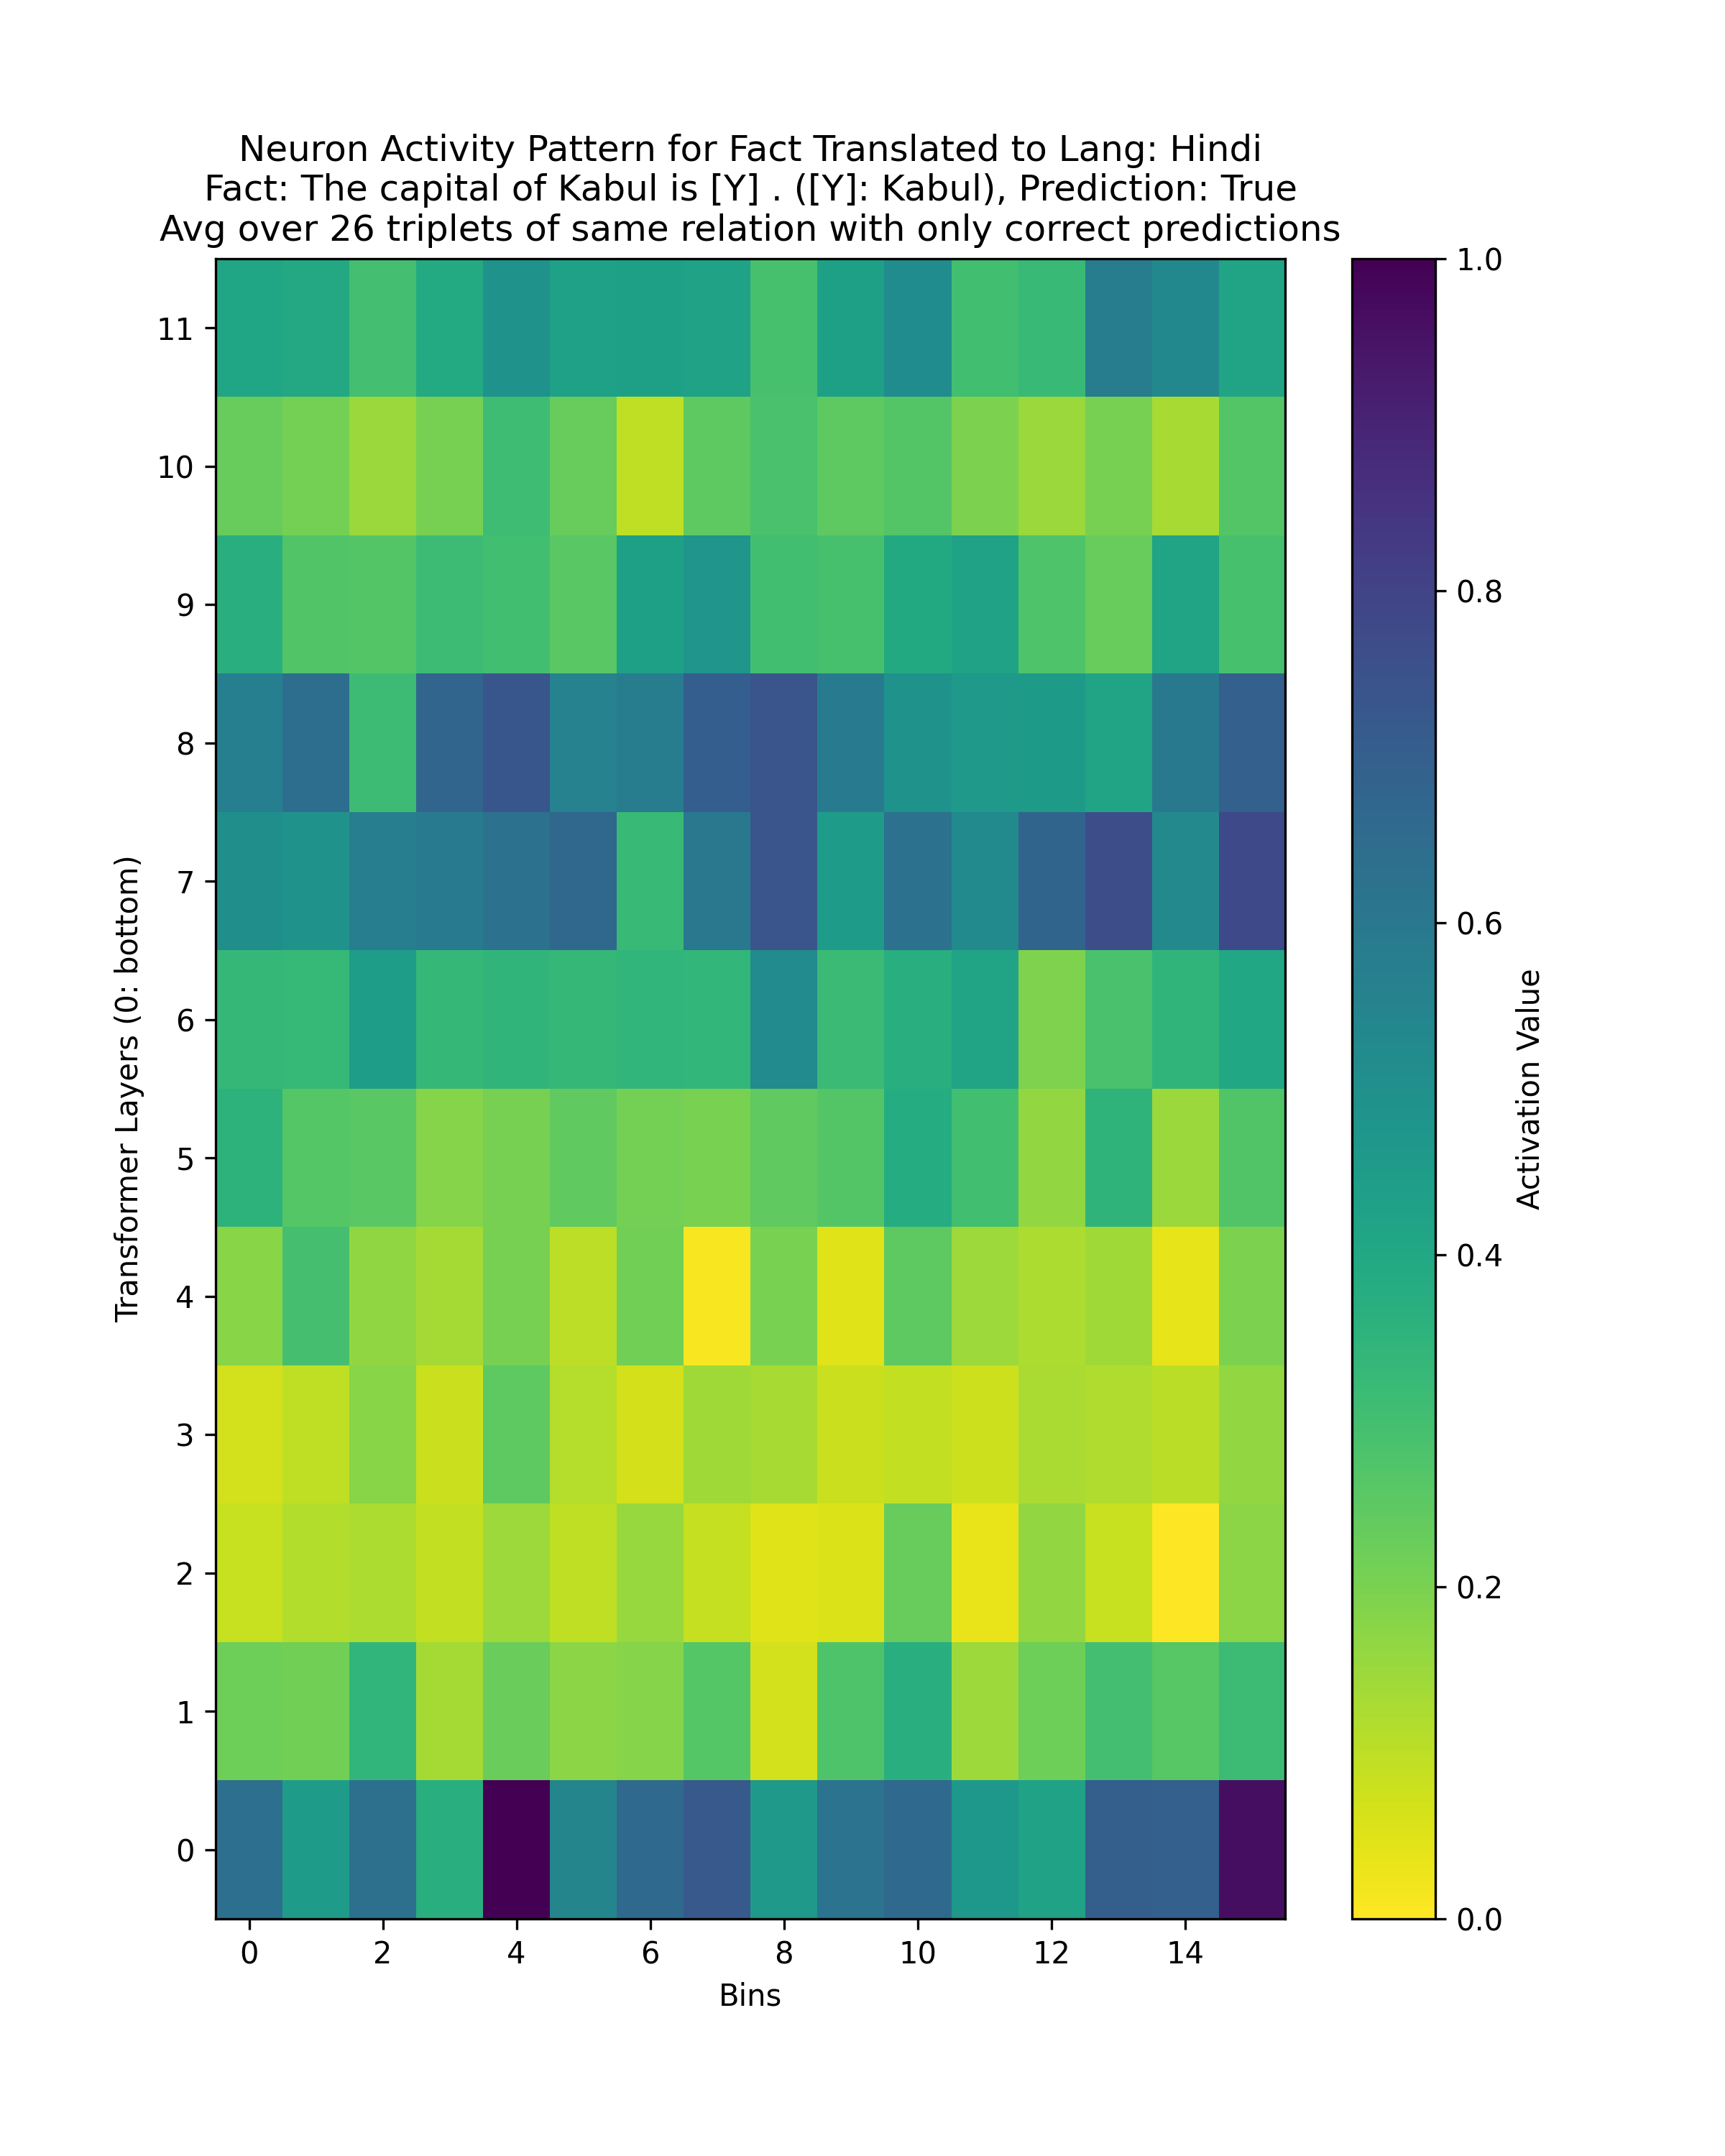 Neuron Activity Pattern for Fact Translated to Lang: Hindi
Fact: The capital of Kabul is [Y] . ([Y]: Kabul), Prediction: True
Avg over 26 triplets of same relation with only correct predictions
11
10
9
8
7
6
5
4
3
2
1
0
Transformer Layers (0: bottom)
0 2 4 6 8 10 12 14
Bins
1.0
0.8
0.6
0.4
0.2
0.0
Activation Value